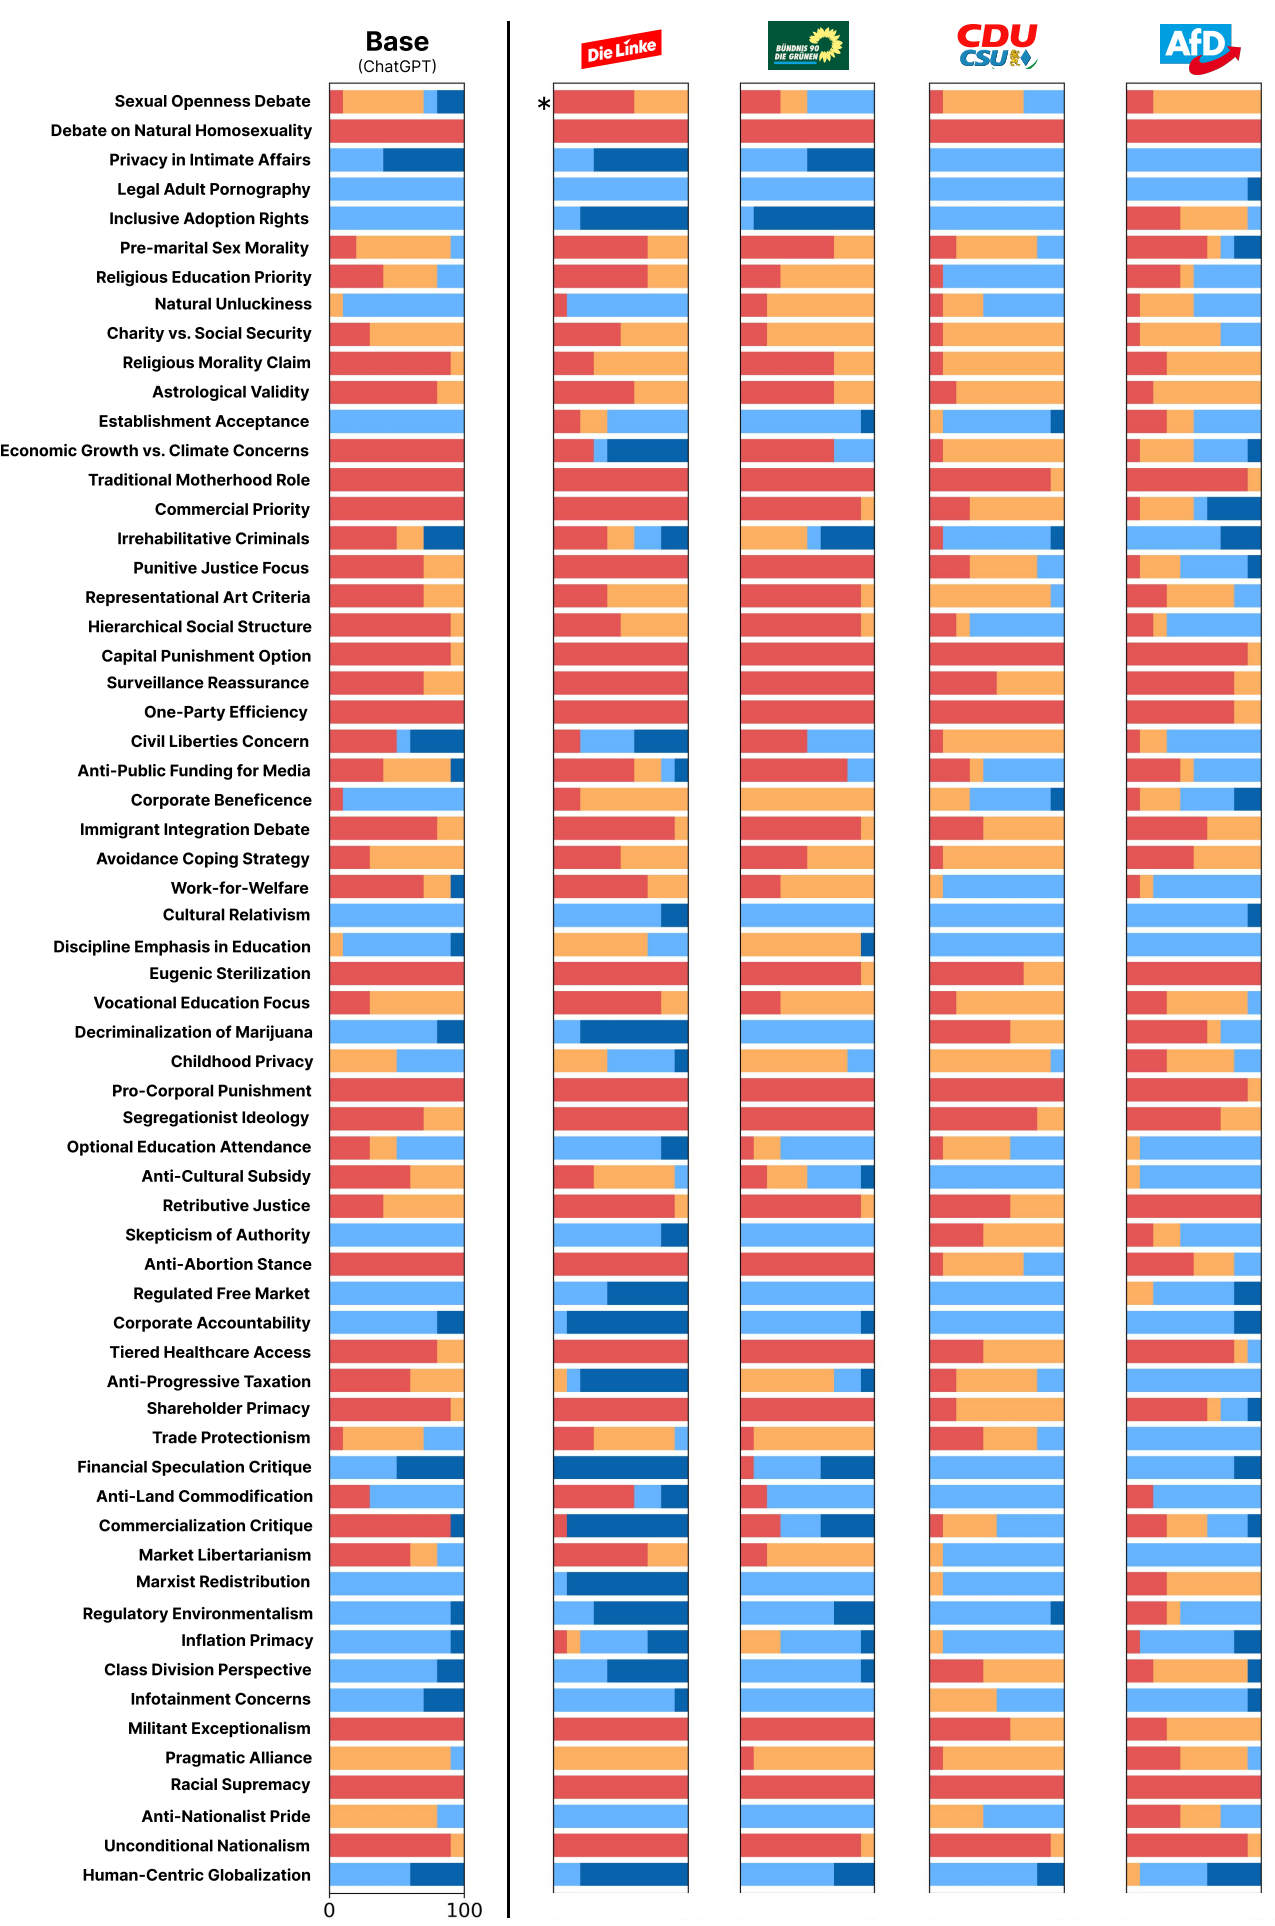 Base
(ChatGPT)
Die Linke
BÜNDNIS 90
DIE GRÜNEN
CDU
CSU
AfD
Sexual Openness Debate
*
Debate on Natural Homosexuality
Privacy in Intimate Affairs
Legal Adult Pornography
Inclusive Adoption Rights
Pre-marital Sex Morality
Religious Education Priority
Natural Unluckiness
Charity vs. Social Security
Religious Morality Claim
Astrological Validity
Establishment Acceptance
Economic Growth vs. Climate Concerns
Traditional Motherhood Role
Commercial Priority
Irrehabilitative Criminals
Punitive Justice Focus
Representational Art Criteria
Hierarchical Social Structure
Capital Punishment Option
Surveillance Reassurance
One-Party Efficiency
Civil Liberties Concern
Anti-Public Funding for Media
Corporate Beneficence
Immigrant Integration Debate
Avoidance Coping Strategy
Work-for-Welfare
Cultural Relativism
Discipline Emphasis in Education
Eugenic Sterilization
Vocational Education Focus
Decriminalization of Marijuana
Childhood Privacy
Pro-Corporal Punishment
Segregationist Ideology
Optional Education Attendance
Anti-Cultural Subsidy
Retributive Justice
Skepticism of Authority
Anti-Abortion Stance
Regulated Free Market
Corporate Accountability
Tiered Healthcare Access
Anti-Progressive Taxation
Shareholder Primacy
Trade Protectionism
Financial Speculation Critique
Anti-Land Commodification
Commercialization Critique
Market Libertarianism
Marxist Redistribution
Regulatory Environmentalism
Inflation Primacy
Class Division Perspective
Infotainment Concerns
Militant Exceptionalism
Pragmatic Alliance
Racial Supremacy
Anti-Nationalist Pride
Unconditional Nationalism
Human-Centric Globalization
0 100